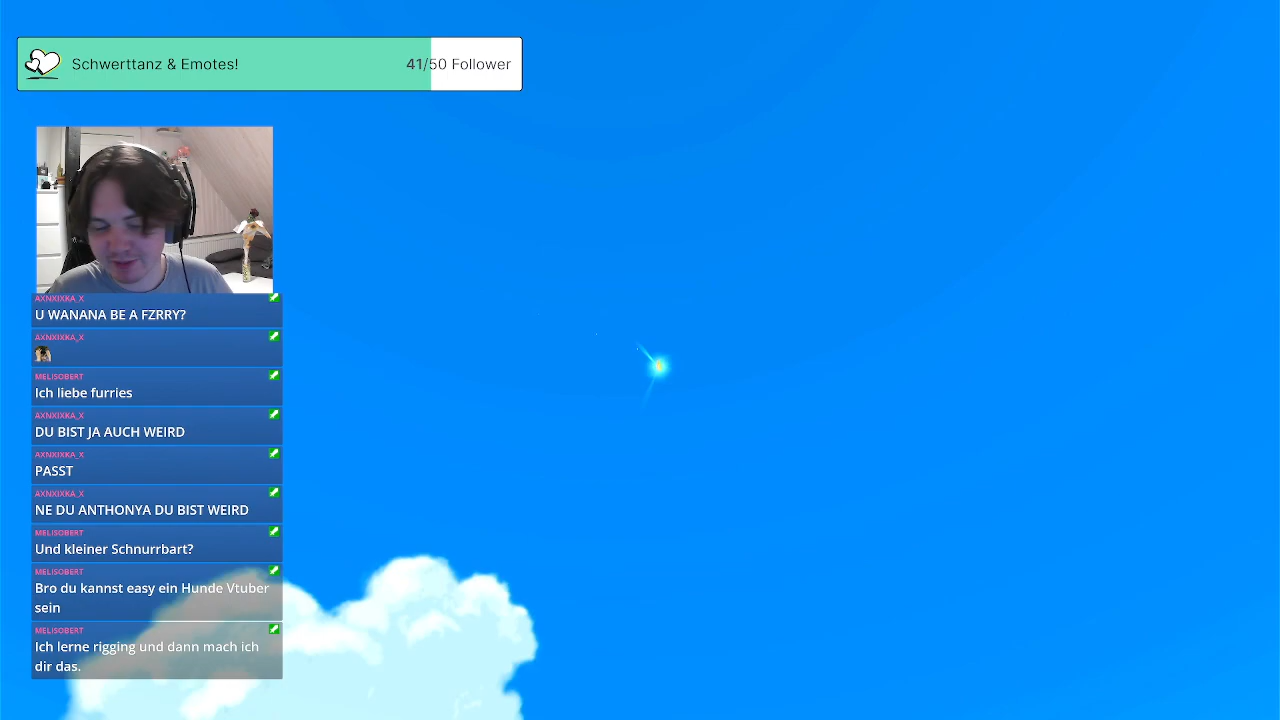 Schwerttanz & Emotes! 41/50 Follower
AXNXIXKA_X
U WANANA BE A FZRRY?
AXNXIXKA_X
MELISOBERT
Ich liebe furries
AXNXIXKA_X
DU BIST JA AUCH WEIRD
AXNXIXKA_X
PASST
AXNXIXKA_X
NE DU ANTHONYA DU BIST WEIRD
MELISOBERT
Und kleiner Schnurrbart?
MELISOBERT
Bro du kannst easy ein Hunde Vtuber
sein
MELISOBERT
Ich lerne rigging und dann mach ich
dir das.